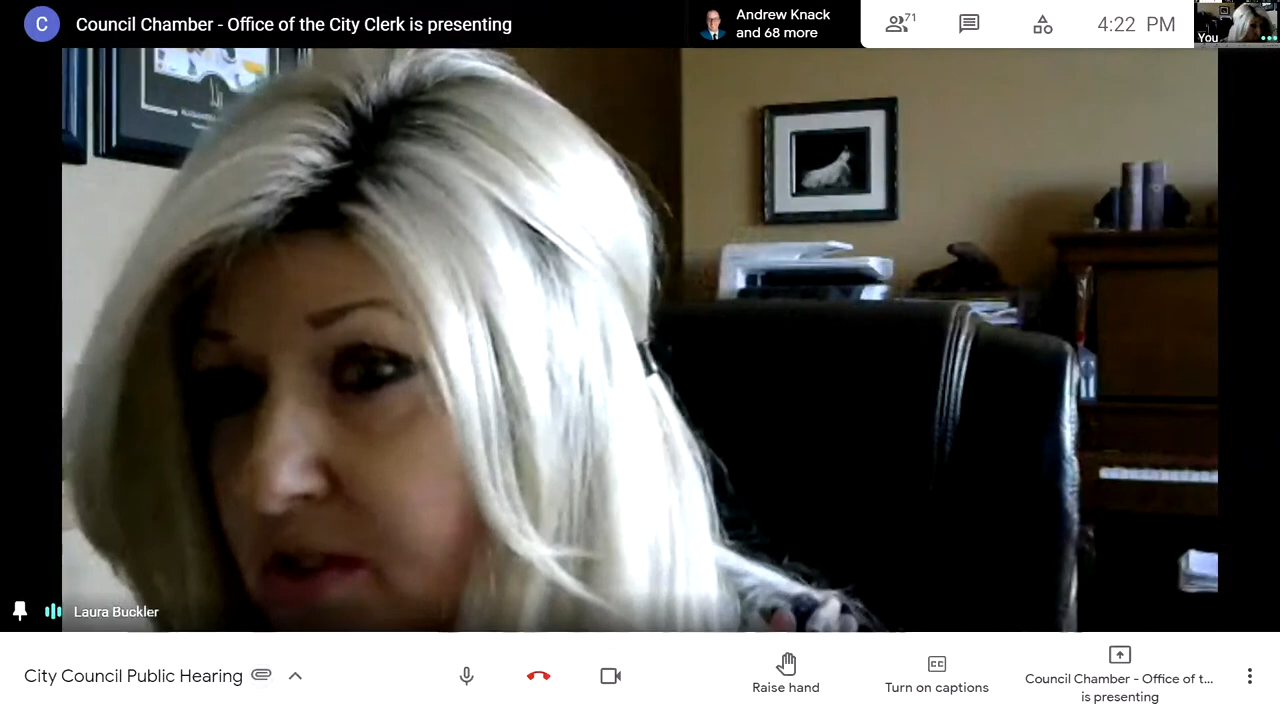 C
Council Chamber - Office of the City Clerk is presenting
Andrew Knack
and 68 more
71
4:22 PM
You
Laura Buckler
City Council Public Hearing
Raise hand
CC
Turn on captions
Council Chamber - Office of t...
is presenting